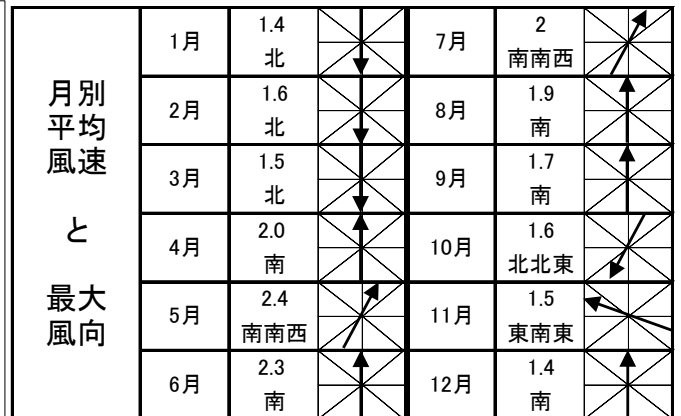 月別
平均
風速
と
最大
風向
1月
1.4
北
2月
1.6
北
3月
1.5
北
4月
2.0
南
5月
2.4
南南西
6月
2.3
南
7月
2
南南西
8月
1.9
南
9月
1.7
南
10月
1.6
北北東
11月
1.5
東南東
12月
1.4
南